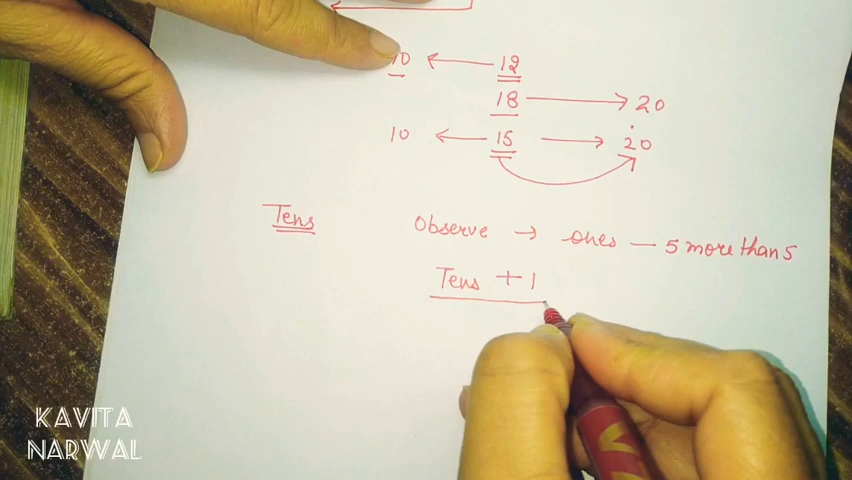 10 ← 12
18 → 20
10 ← 15 → 20
Tens Observe → ones — 5 more than 5
Tens + 1
KAVITA
NARWAL